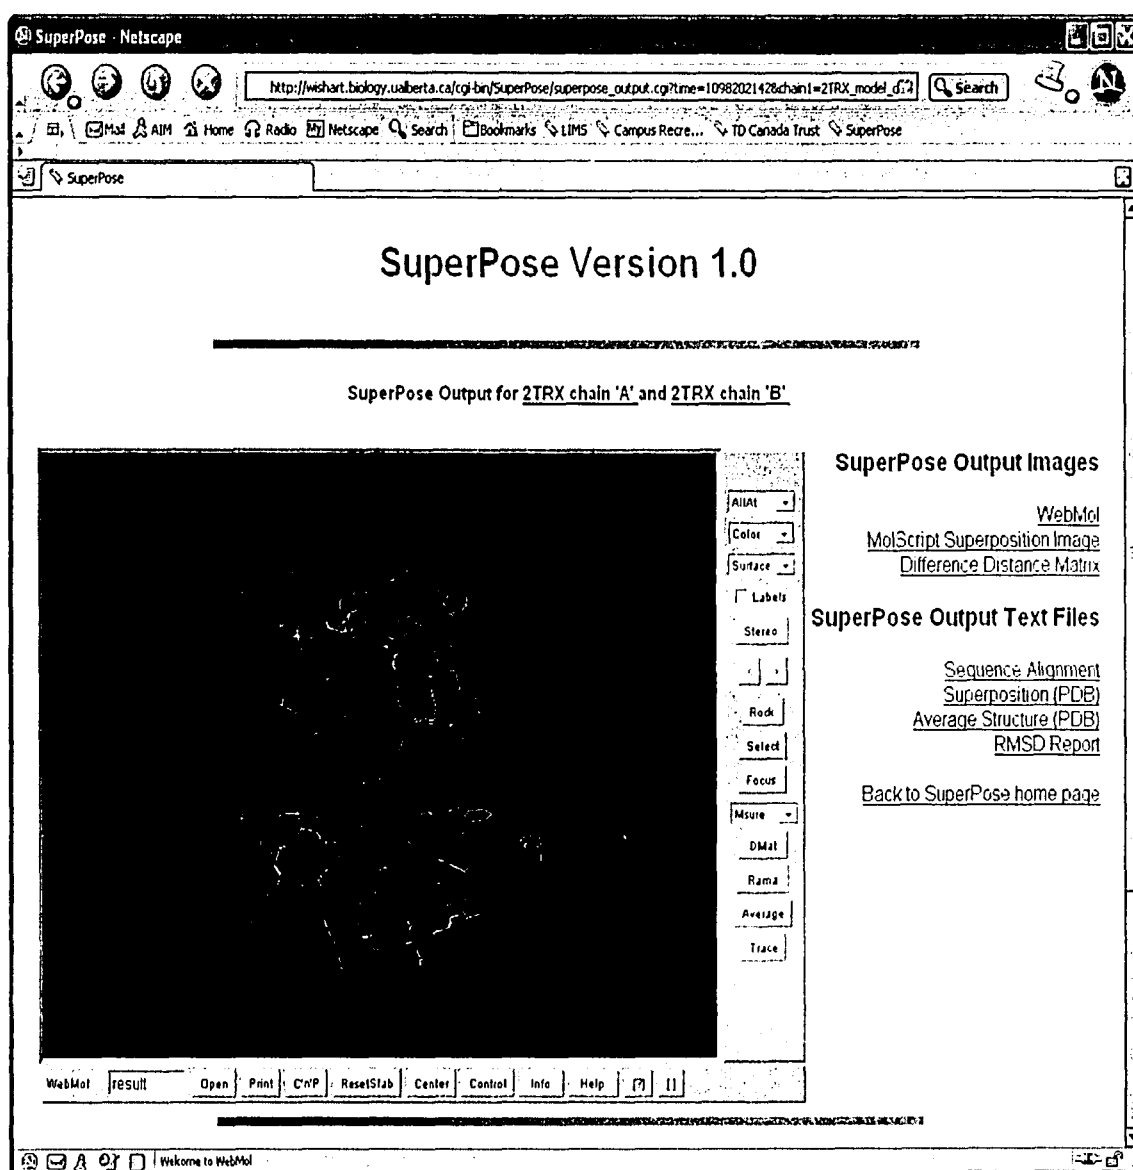 SuperPose - Netscape
http://wishart.biology.ualberta.ca/cgi-bin/SuperPose/superpose_output.cgi?time=1098202142&chain1=2TRX_model_d
Search
Mail AIM Home Radio My Netscape Search Bookmarks LIMS Campus Recre... TD Canada Trust SuperPose
SuperPose
SuperPose Version 1.0
SuperPose Output for 2TRX chain 'A' and 2TRX chain 'B'
SuperPose Output Images
WebMol
MolScript Superposition Image
Difference Distance Matrix
SuperPose Output Text Files
Sequence Alignment
Superposition (PDB)
Average Structure (PDB)
RMSD Report
Back to SuperPose home page
AllAt
Color
Surface
Labels
Stereo
< >
Rock
Select
Focus
Msure
DMat
Rama
Average
Trace
WebMol result Open Print C'n'P ResetSlab Center Control Info Help [?] []
Welcome to WebMol